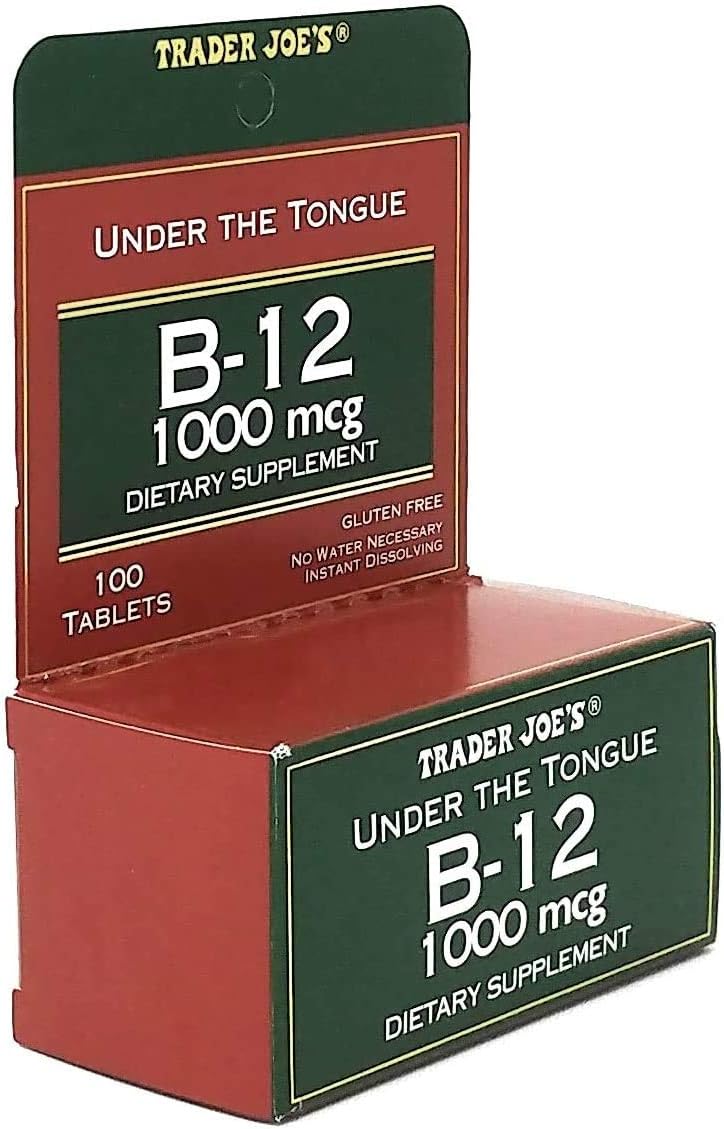 TRADER JOE'S®
UNDER THE TONGUE
B-12
1000 mcg
DIETARY SUPPLEMENT
GLUTEN FREE
NO WATER NECESSARY
INSTANT DISSOLVING
100
TABLETS
TRADER JOE'S®
UNDER THE TONGUE
B-12
1000 mcg
DIETARY SUPPLEMENT